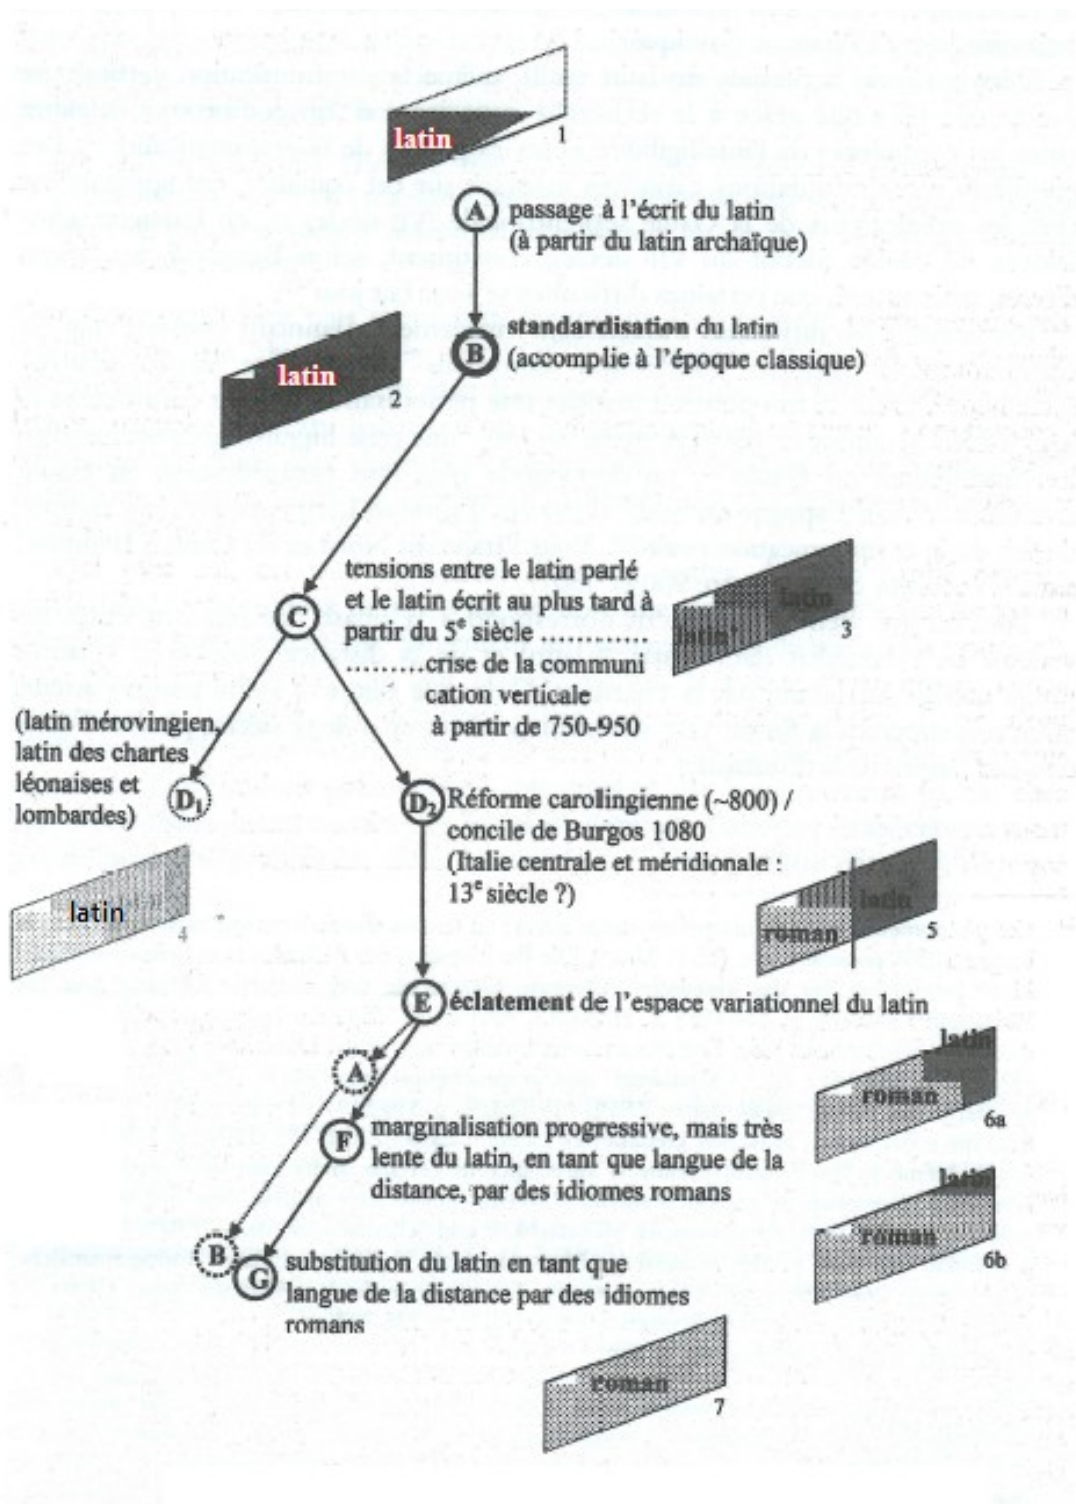 latin
1
A passage à l'écrit du latin
(à partir du latin archaïque)
B standardisation du latin
(accomplie à l'époque classique)
latin
2
C tensions entre le latin parlé
et le latin écrit au plus tard à
partir du 5e siècle ...........
.........crise de la communi
cation verticale
à partir de 750-950
latin
latin
3
(latin mérovingien,
latin des chartes
léonaises et
lombardes)
D1
latin
4
D2 Réforme carolingienne (~800) /
concile de Burgos 1080
(Italie centrale et méridionale :
13e siècle ?)
latin
roman
5
E éclatement de l'espace variationnel du latin
A
latin
roman
6a
F marginalisation progressive, mais très
lente du latin, en tant que langue de la
distance, par des idiomes romans
latin
roman
6b
B
G substitution du latin en tant que
langue de la distance par des idiomes
romans
roman
7